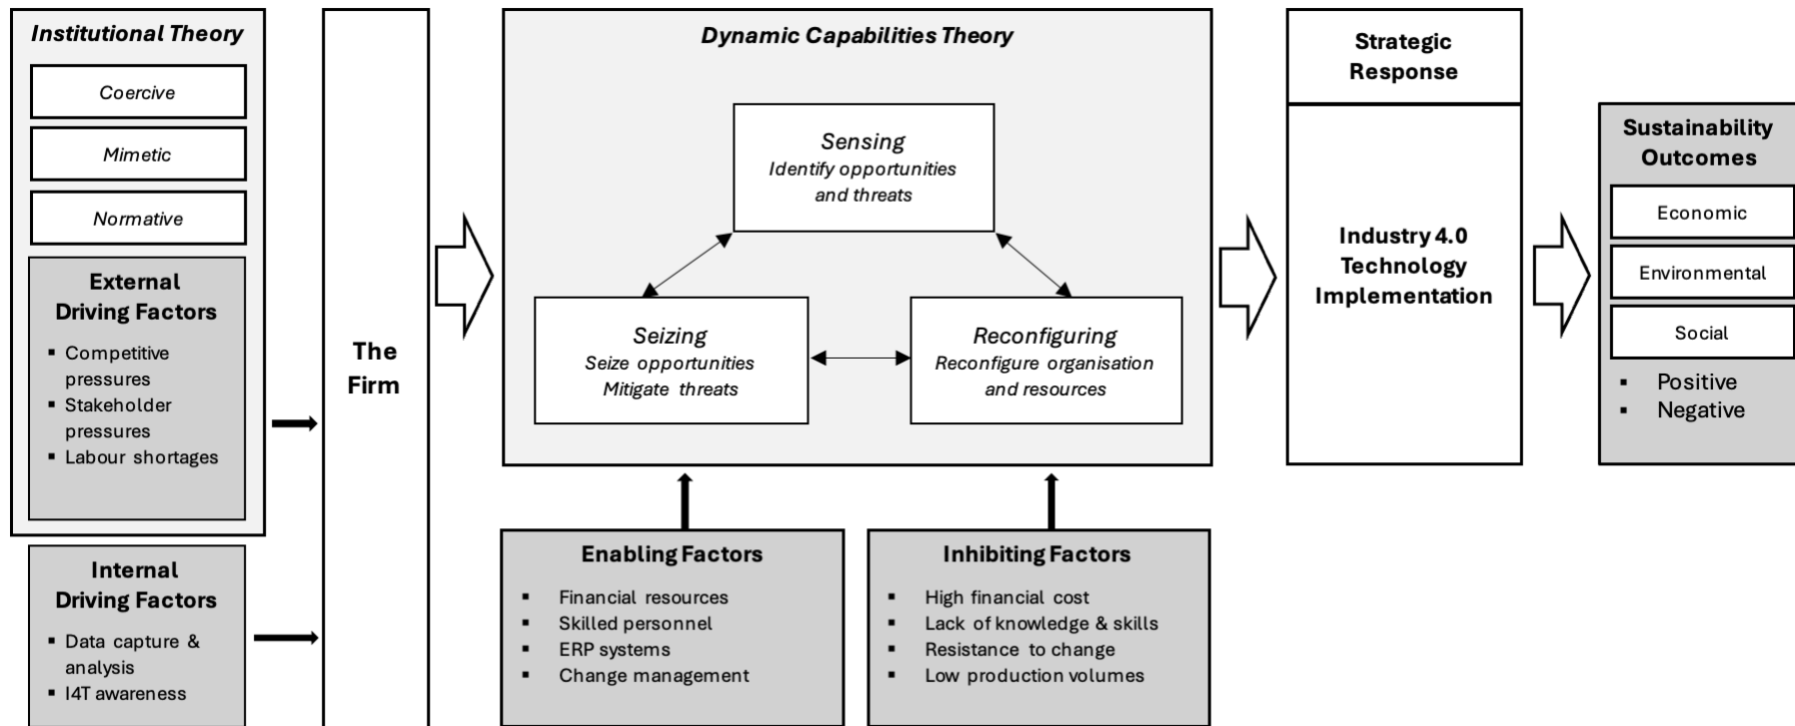 Institutional Theory
Coercive
Mimetic
Normative
External
Driving Factors
▪ Competitive
pressures
▪ Stakeholder
pressures
▪ Labour shortages
Internal
Driving Factors
▪ Data capture &
analysis
▪ I4T awareness
The
Firm
Dynamic Capabilities Theory
Sensing
Identify opportunities
and threats
Seizing
Seize opportunities
Mitigate threats
Reconfiguring
Reconfigure organisation
and resources
Enabling Factors
▪ Financial resources
▪ Skilled personnel
▪ ERP systems
▪ Change management
Inhibiting Factors
▪ High financial cost
▪ Lack of knowledge & skills
▪ Resistance to change
▪ Low production volumes
Strategic
Response
Industry 4.0
Technology
Implementation
Sustainability
Outcomes
Economic
Environmental
Social
▪ Positive
▪ Negative